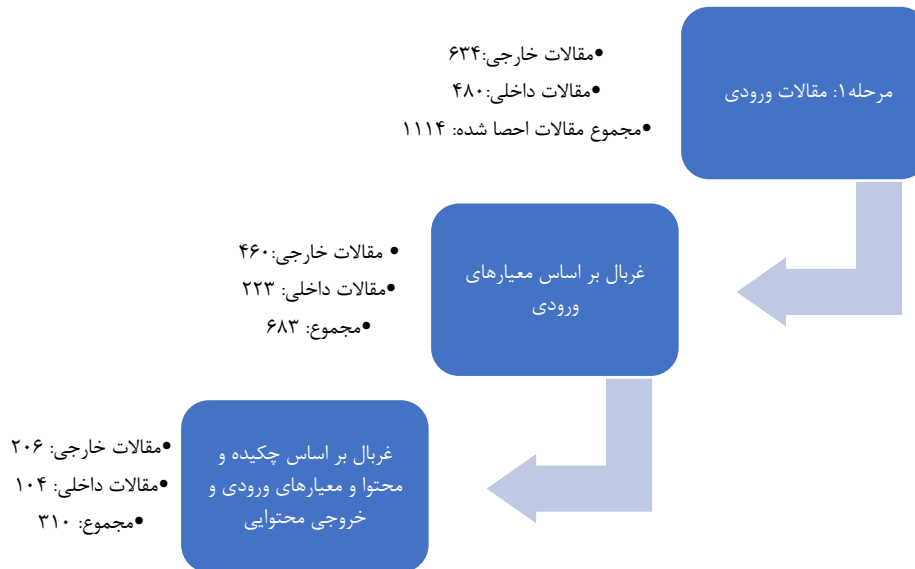 مرحله۱: مقالات ورودی
•مقالات خارجی:۶۳۴
•مقالات داخلی:۴۸۰
•مجموع مقالات احصا شده: ۱۱۱۴
غربال بر اساس معیارهای
ورودی
• مقالات خارجی:۴۶۰
•مقالات داخلی: ۲۲۳
•مجموع: ۶۸۳
غربال بر اساس چکیده و
محتوا و معیارهای ورودی و
خروجی محتوایی
•مقالات خارجی: ۲۰۶
•مقالات داخلی: ۱۰۴
•مجموع: ۳۱۰